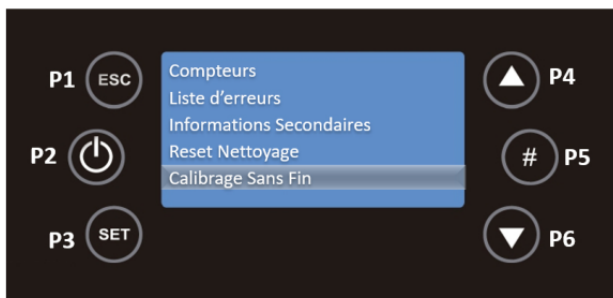 P1 ESC
P2
P3 SET
Compteurs
Liste d'erreurs
Informations Secondaires
Reset Nettoyage
Calibrage Sans Fin
P4
# P5
P6